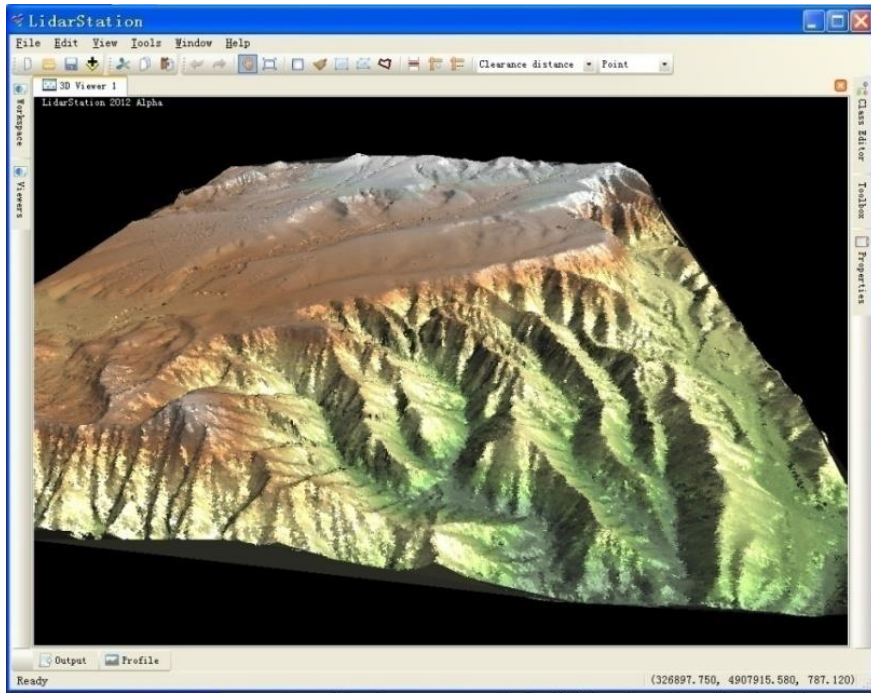 LidarStation
File Edit View Tools Window Help
Clearance distance Point
3D Viewer 1
LidarStation 2012 Alpha
Workspace
Viewers
Class Editor
Toolbox
Properties
Output Profile
Ready (326897.750, 4907915.580, 787.120)